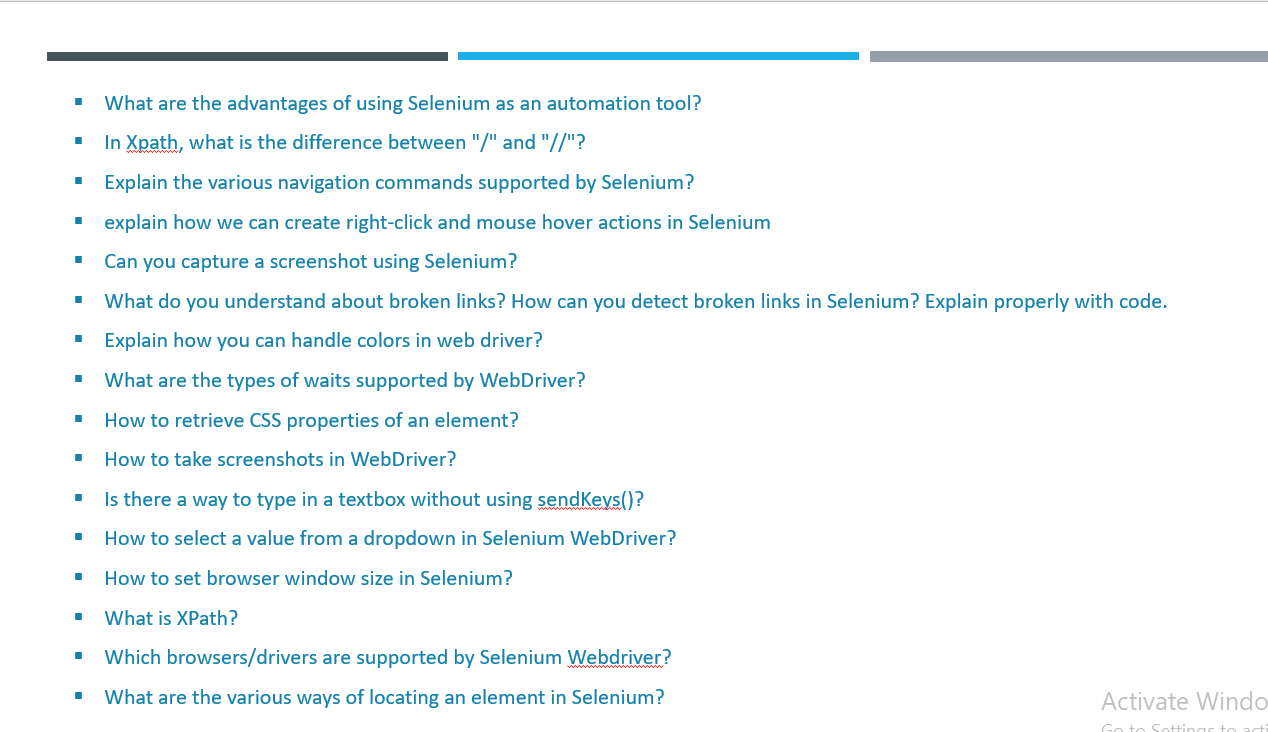 What are the advantages of using Selenium as an automation tool?
In Xpath, what is the difference between "/" and "//"?
Explain the various navigation commands supported by Selenium?
explain how we can create right-click and mouse hover actions in Selenium
Can you capture a screenshot using Selenium?
What do you understand about broken links? How can you detect broken links in Selenium? Explain properly with code.
Explain how you can handle colors in web driver?
What are the types of waits supported by WebDriver?
How to retrieve CSS properties of an element?
How to take screenshots in WebDriver?
Is there a way to type in a textbox without using sendKeys()?
How to select a value from a dropdown in Selenium WebDriver?
How to set browser window size in Selenium?
What is XPath?
Which browsers/drivers are supported by Selenium Webdriver?
What are the various ways of locating an element in Selenium?
Activate Windo
Go to Settings to acti